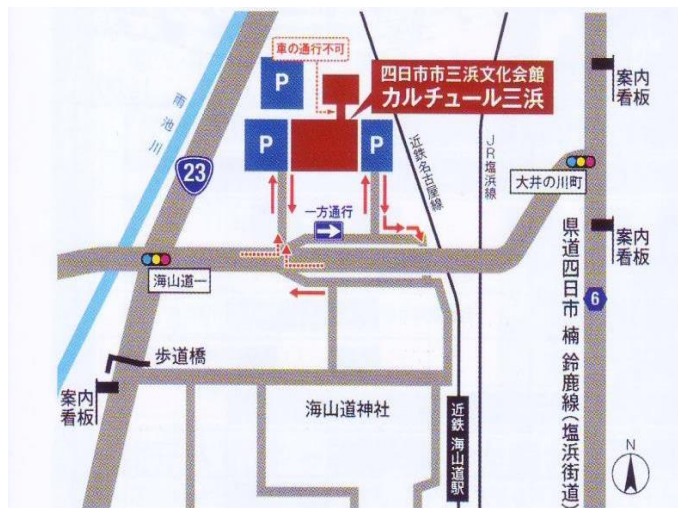 車の通行不可
P
四日市市三浜文化会館
カルチュール三浜
案内
看板
雨池川
P
P
23
近鉄名古屋線
JR塩浜線
大井の川町
一方通行
案内
看板
海山道一
県道四日市 楠 鈴鹿線(塩浜街道)
6
歩道橋
案内
看板
海山道神社
近鉄 海山道駅
N